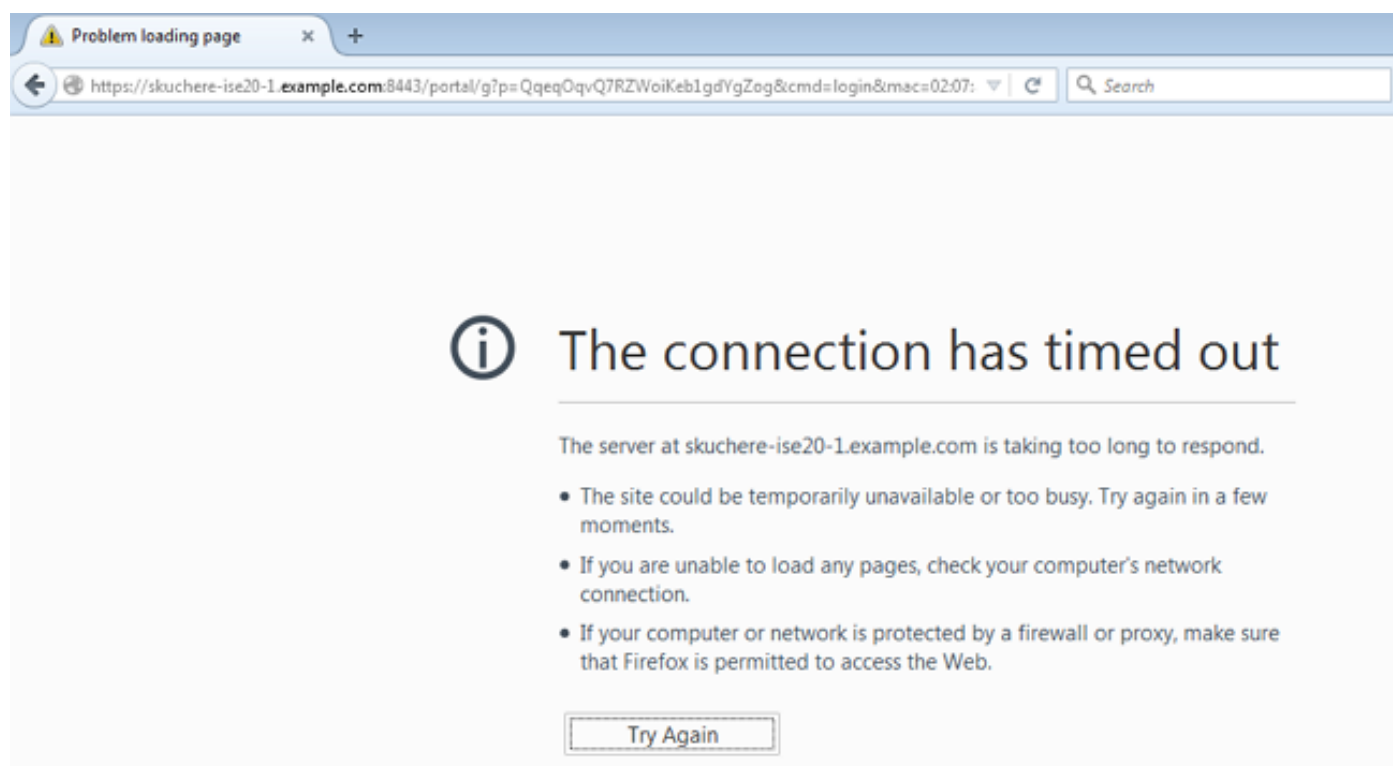 Problem loading page
https://skuchere-ise20-1.example.com:8443/portal/g?p=QqeqOqvQ7RZWoiKeb1gdYgZog&cmd=login&mac=02:07:
Search
The connection has timed out
The server at skuchere-ise20-1.example.com is taking too long to respond.
• The site could be temporarily unavailable or too busy. Try again in a few
moments.
• If you are unable to load any pages, check your computer's network
connection.
• If your computer or network is protected by a firewall or proxy, make sure
that Firefox is permitted to access the Web.
Try Again